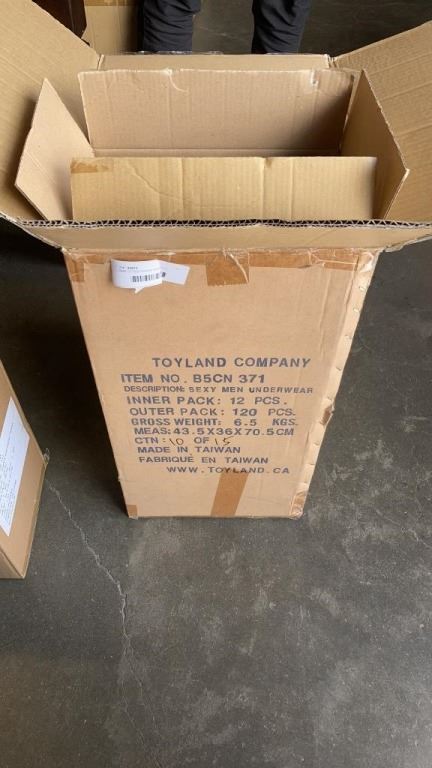 TOYLAND COMPANY
ITEM NO. B5CN 371
DESCRIPTION: SEXY MEN UNDERWEAR
INNER PACK: 12 PCS.
OUTER PACK: 120 PCS.
GROSS WEIGHT: 6.5 KGS.
MEAS: 43.5X36X70.5CM
CTN: 10 OF 15
MADE IN TAIWAN
FABRIQUÉ EN TAIWAN
WWW.TOYLAND.CA